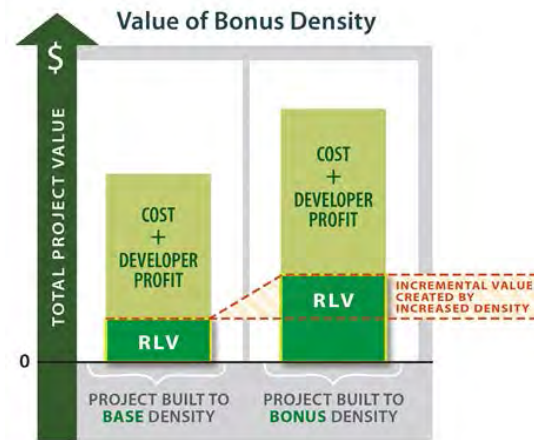 Value of Bonus Density
$
TOTAL PROJECT VALUE
0
COST
+
DEVELOPER
PROFIT
RLV
COST
+
DEVELOPER
PROFIT
RLV
INCREMENTAL VALUE
CREATED BY
INCREASED DENSITY
PROJECT BUILT TO
BASE DENSITY
PROJECT BUILT TO
BONUS DENSITY